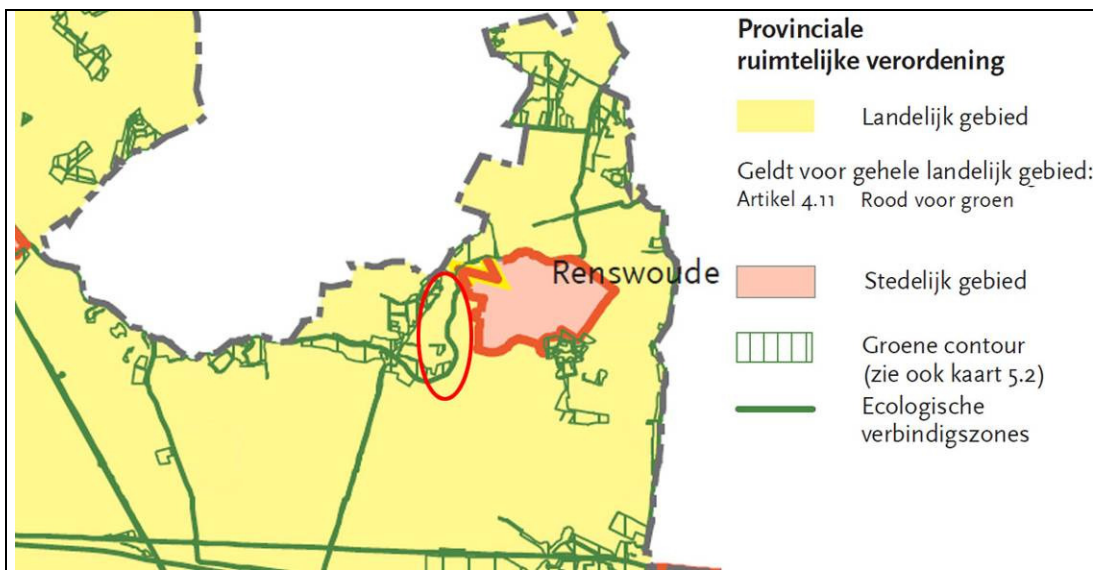 Provinciale
ruimtelijke verordening
Landelijk gebied
Geldt voor gehele landelijk gebied:
Artikel 4.11 Rood voor groen
Renswoude
Stedelijk gebied
Groene contour
(zie ook kaart 5.2)
Ecologische
verbindigszones